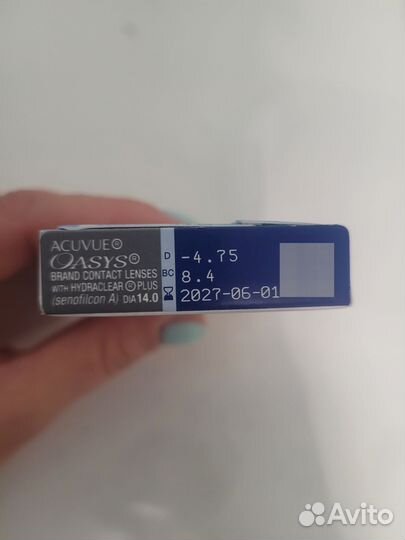 ACUVUE®
OASYS®
BRAND CONTACT LENSES
WITH HYDRACLEAR® PLUS
(senofilcon A) DIA 14.0
D -4.75
BC 8.4
2027-06-01
Avito